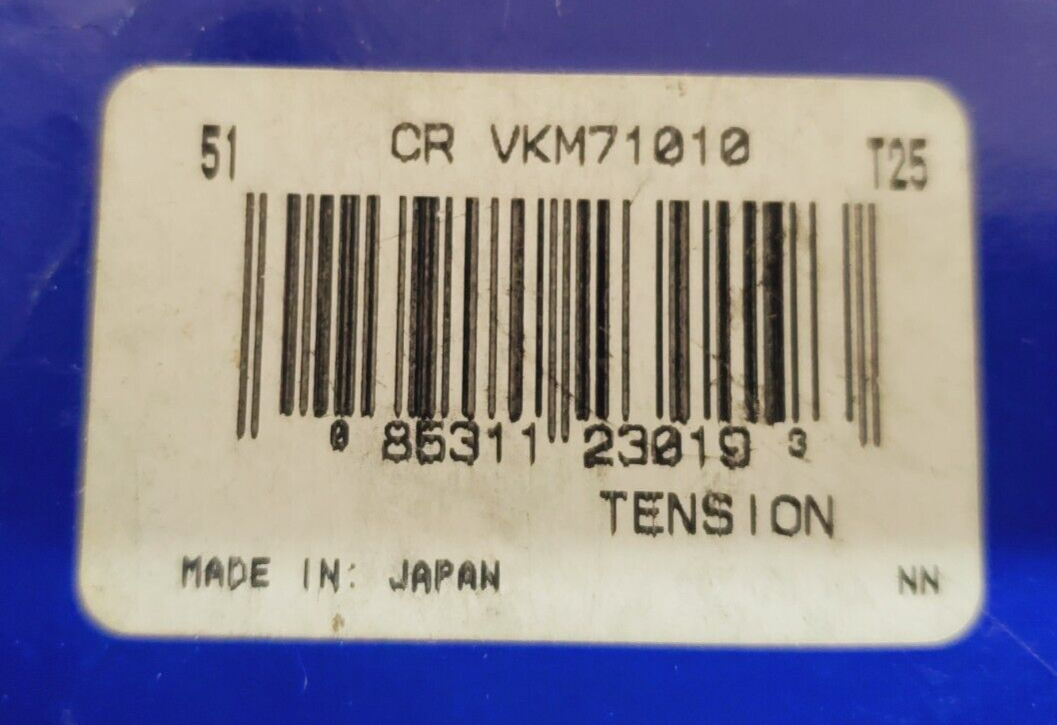 51 CR VKM71010 T25
0 85311 23019 3
TENSION
MADE IN: JAPAN NN